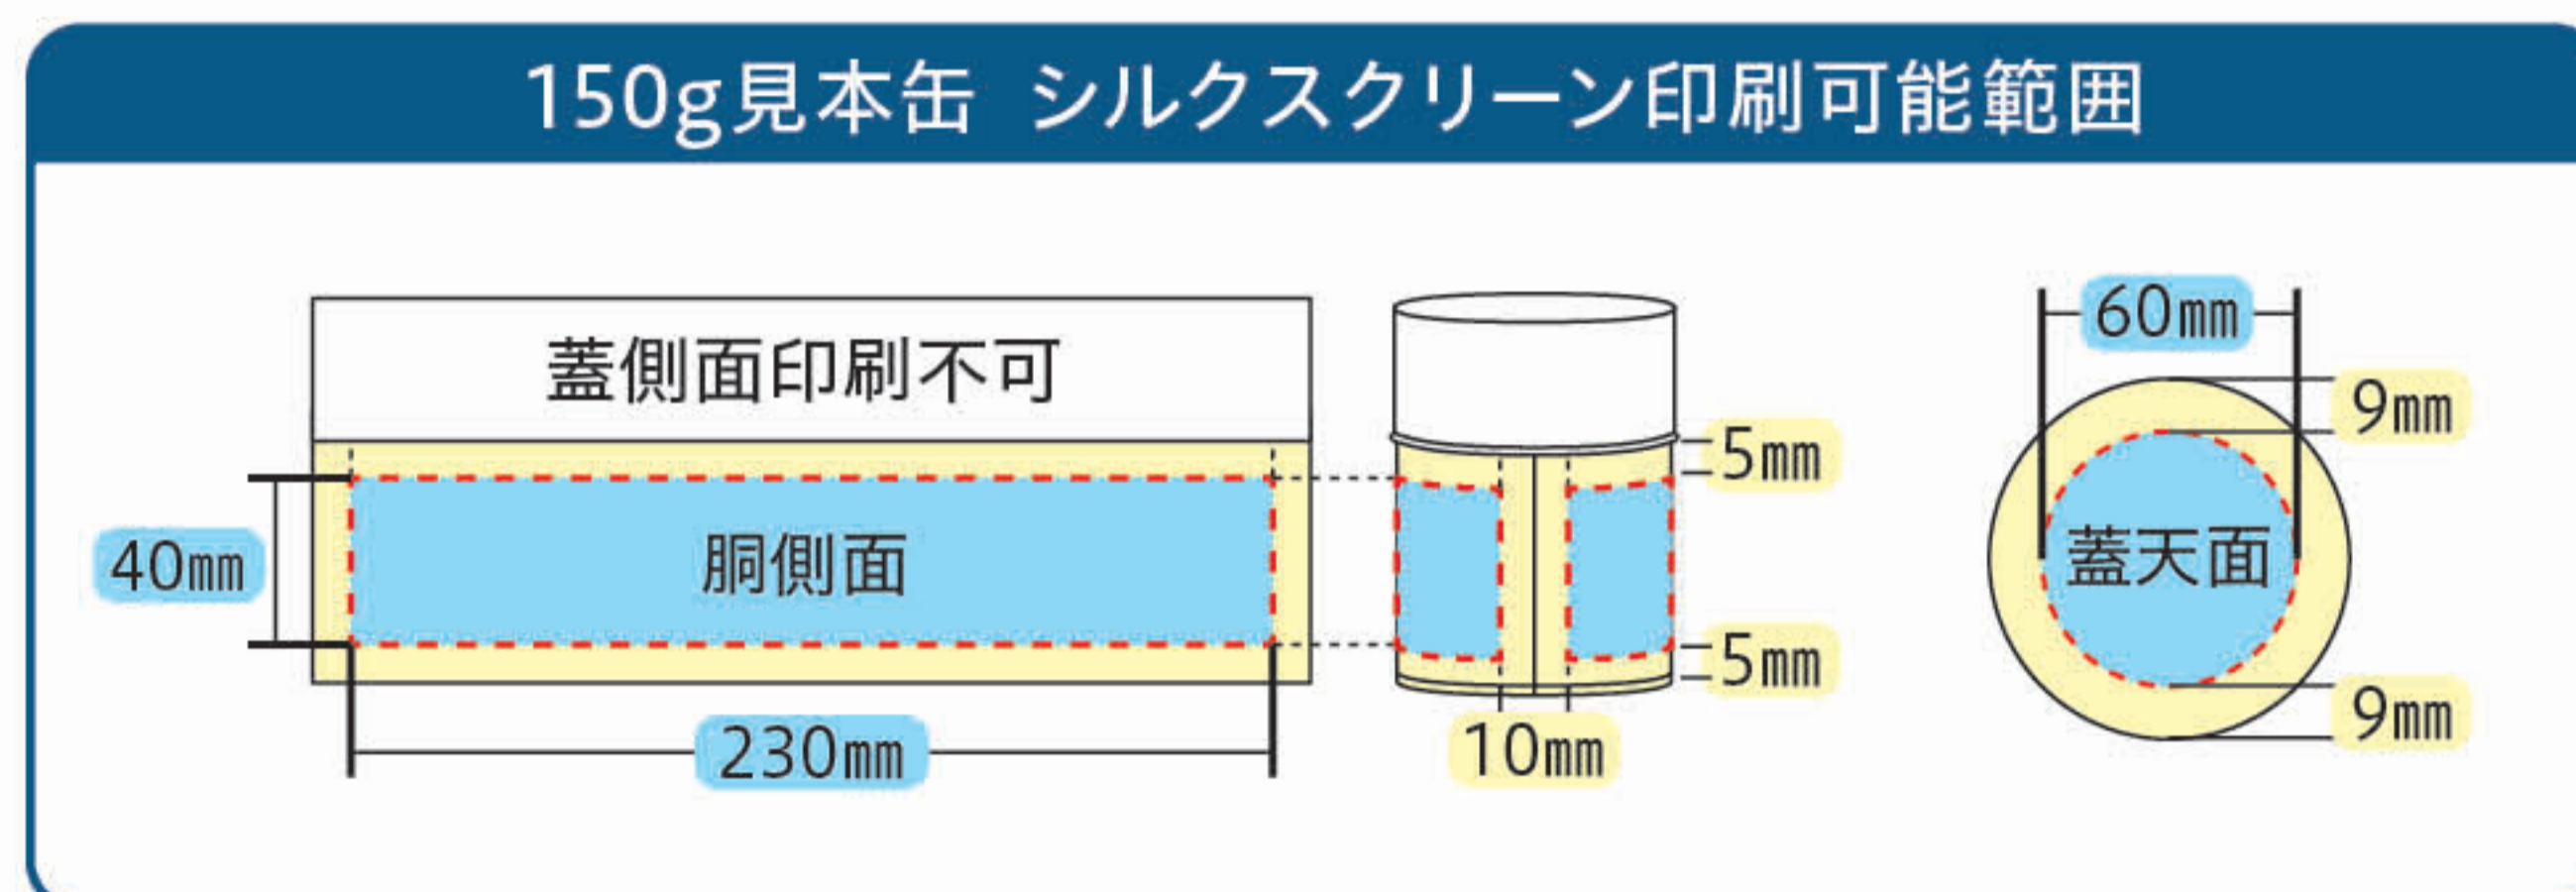 150g見本缶 シルクスクリーン印刷可能範囲
60㎜
蓋側面印刷不可
9㎜
5㎜
40㎜
胴側面
蓋天面
5㎜
9㎜
230㎜
10㎜